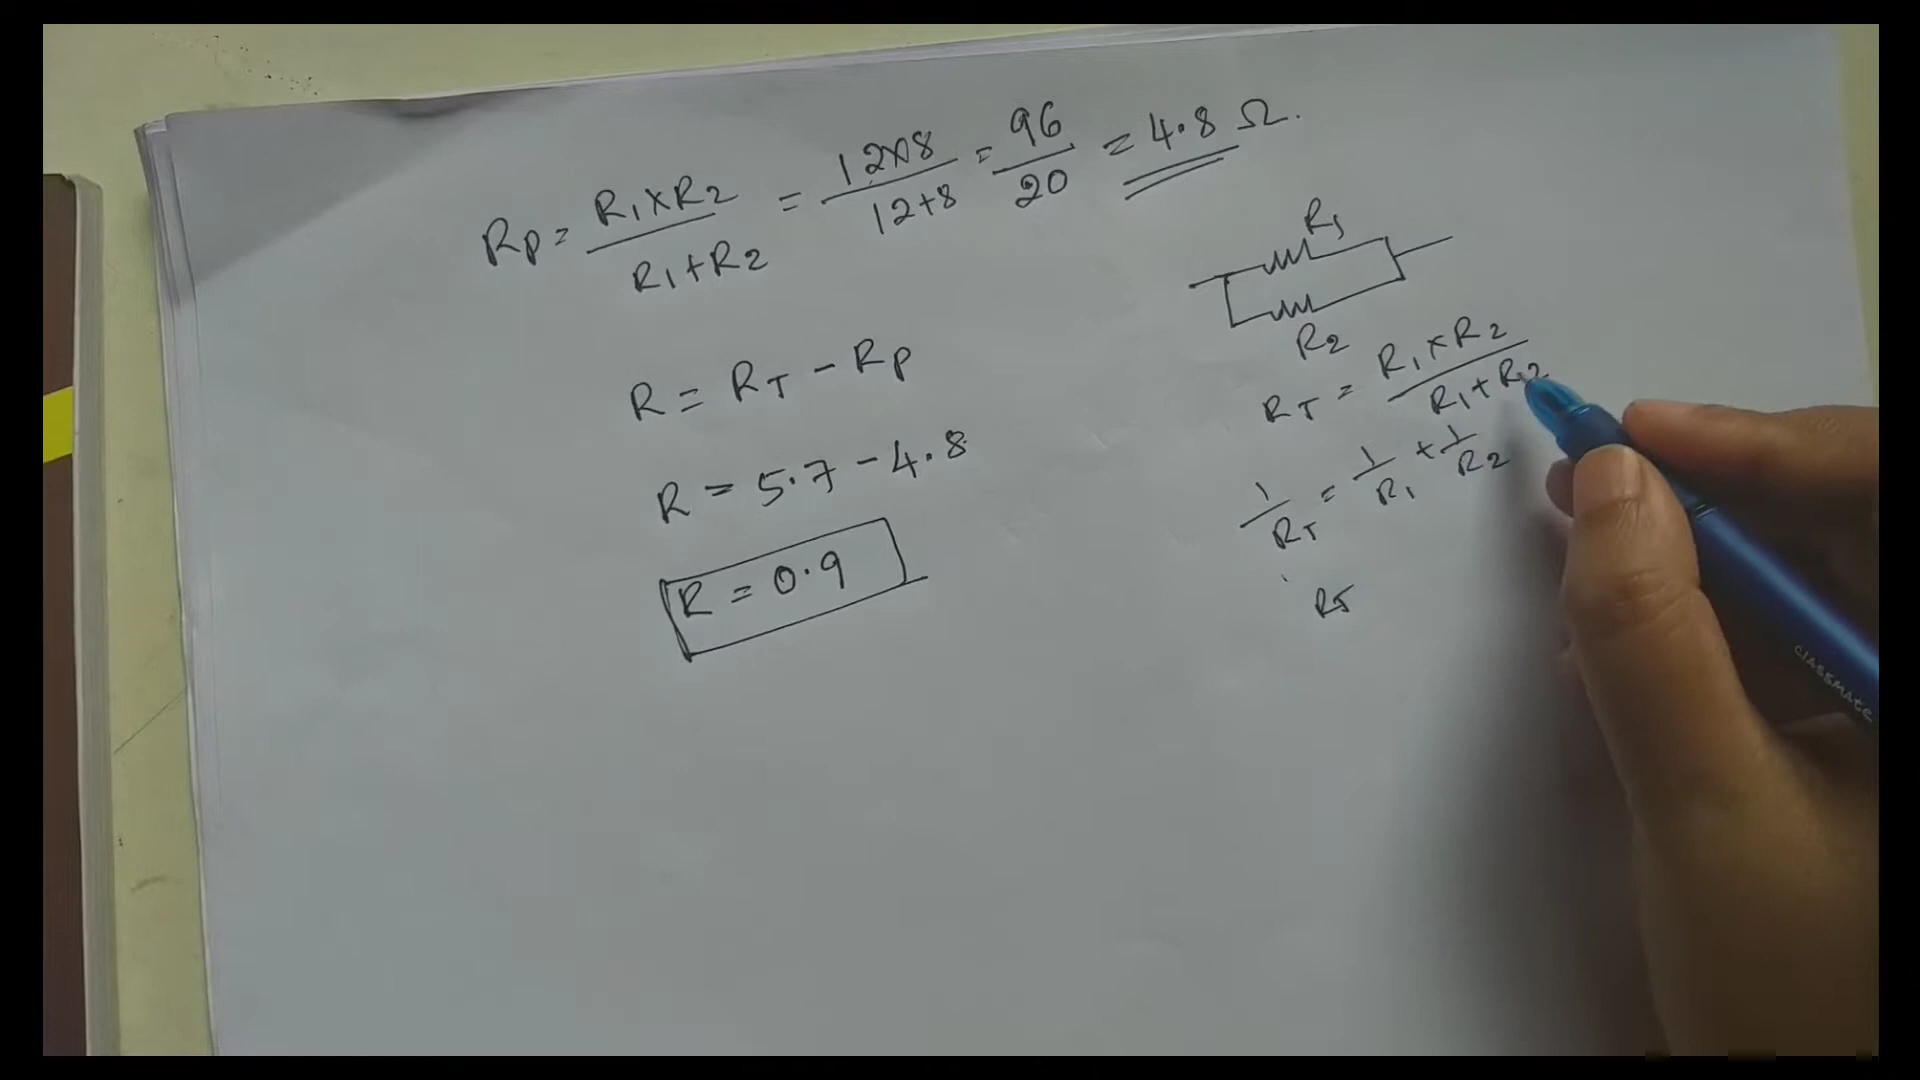 Rp = R1×R2 / R1+R2 = 12×8 / 12+8 = 96 / 20 = 4.8 Ω.
R = RT - Rp
R = 5.7 - 4.8
R = 0.9
R1
R2
RT = R1×R2 / R1+R2
1/RT = 1/R1 + 1/R2
RT
classmate